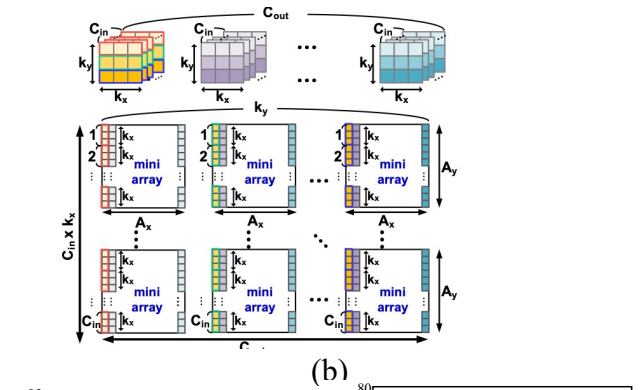 Cout
Cin Cin ... Cin
ky ky ... ky
kx kx kx
ky
1 kx 1 kx 1 kx
2 kx mini array 2 kx mini array 2 kx mini array Ay
kx kx ... kx
Ax Ax Ax
Cin x kx
kx kx kx
kx mini array kx mini array kx mini array Ay
Cin kx Cin kx ... Cin kx
(b)
80